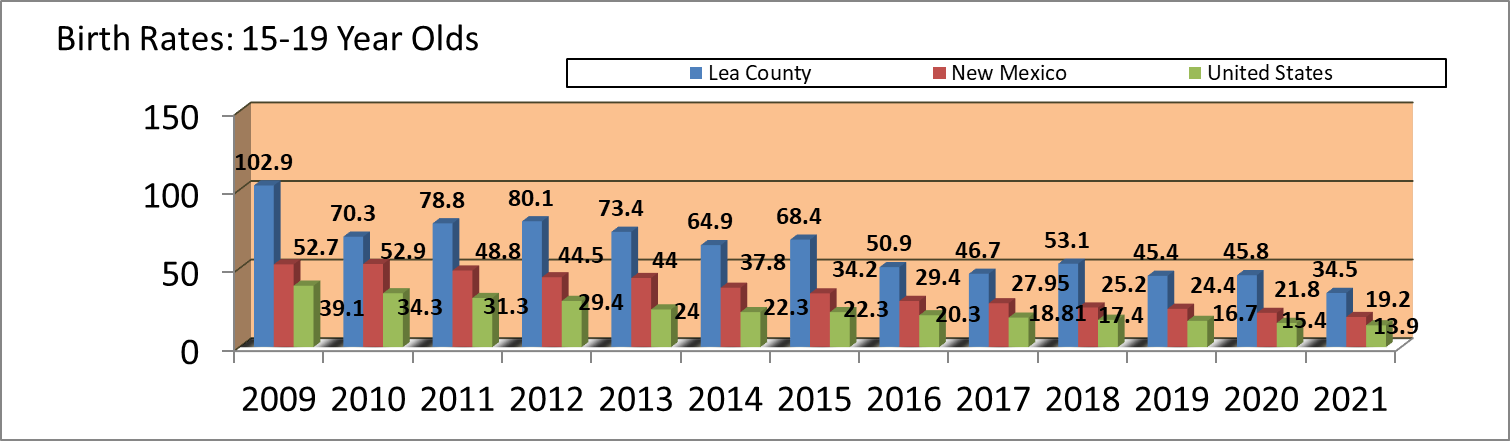 Birth Rates: 15-19 Year Olds
Lea County New Mexico United States
150
100
50
0
102.9 52.7 39.1
70.3 52.9 34.3
78.8 48.8 31.3
80.1 44.5 29.4
73.4 44 24
64.9 37.8 22.3
68.4 34.2 22.3
50.9 29.4 20.3
46.7 27.95 18.81
53.1 25.2 17.4
45.4 24.4 16.7
45.8 21.8 15.4
34.5 19.2 13.9
2009 2010 2011 2012 2013 2014 2015 2016 2017 2018 2019 2020 2021